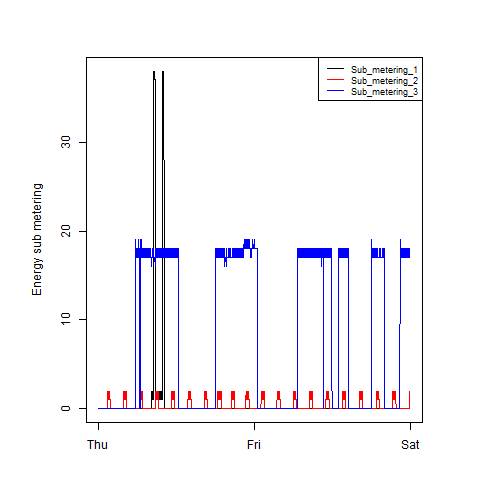 Sub_metering_1
Sub_metering_2
Sub_metering_3
Energy sub metering
30
20
10
0
Thu
Fri
Sat